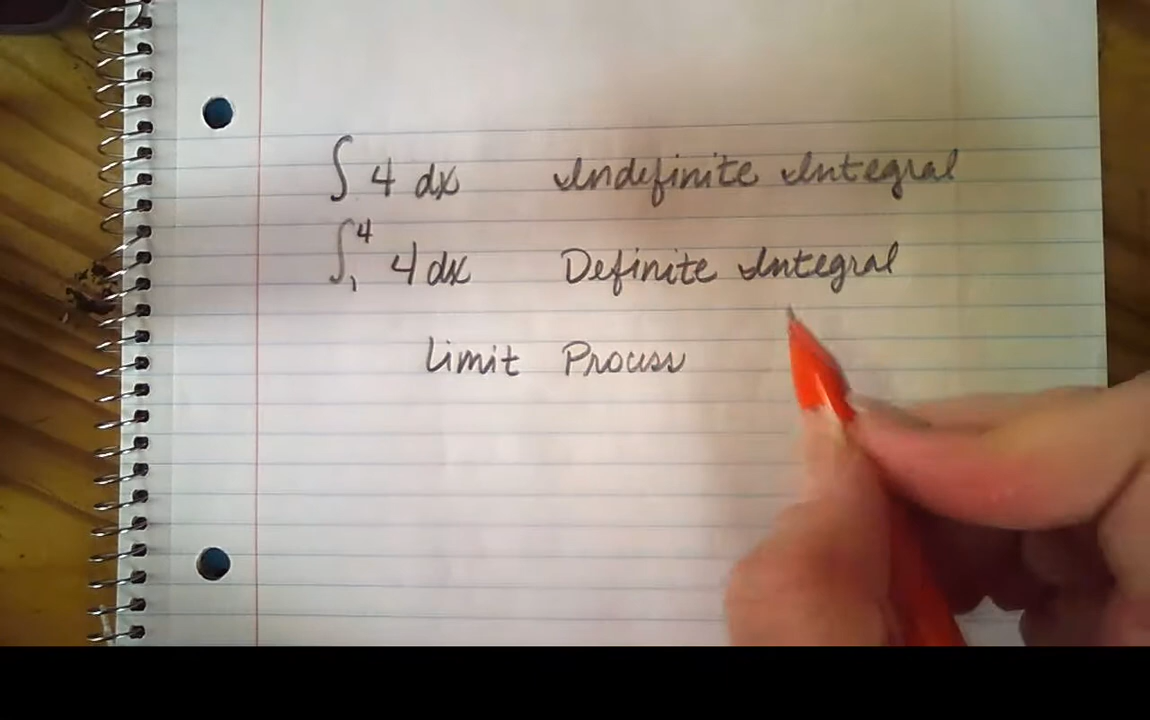 ∫ 4 dx Indefinite Integral
∫₁⁴ 4 dx Definite Integral
Limit Process